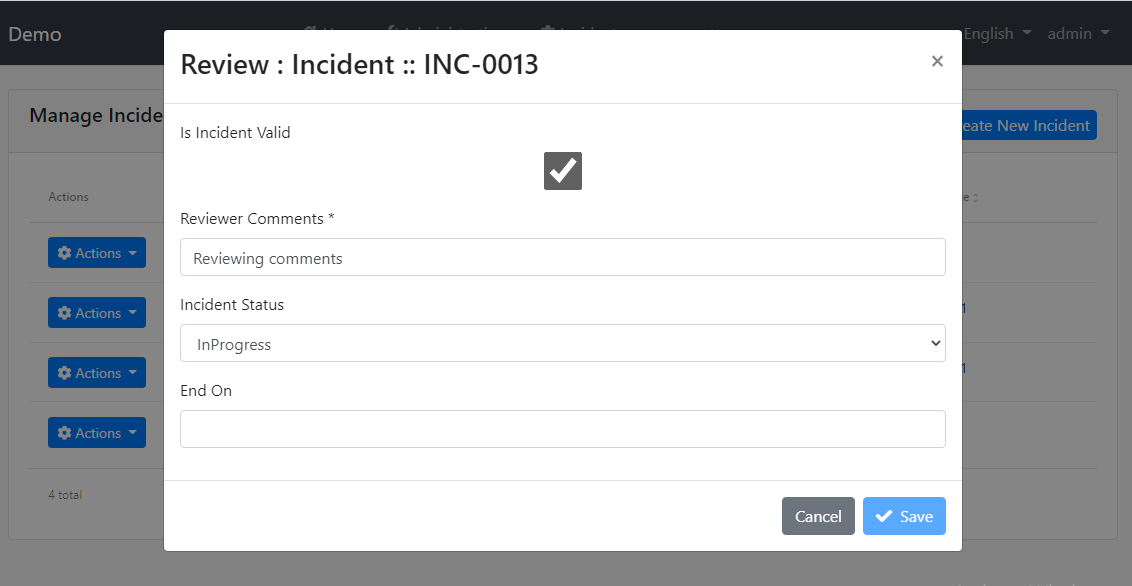 Demo
English
admin
Review : Incident :: INC-0013
×
Manage Incide
eate New Incident
Is Incident Valid
Actions
Reviewer Comments *
Reviewing comments
Actions
Incident Status
Actions
InProgress
Actions
End On
Actions
4 total
Cancel
Save